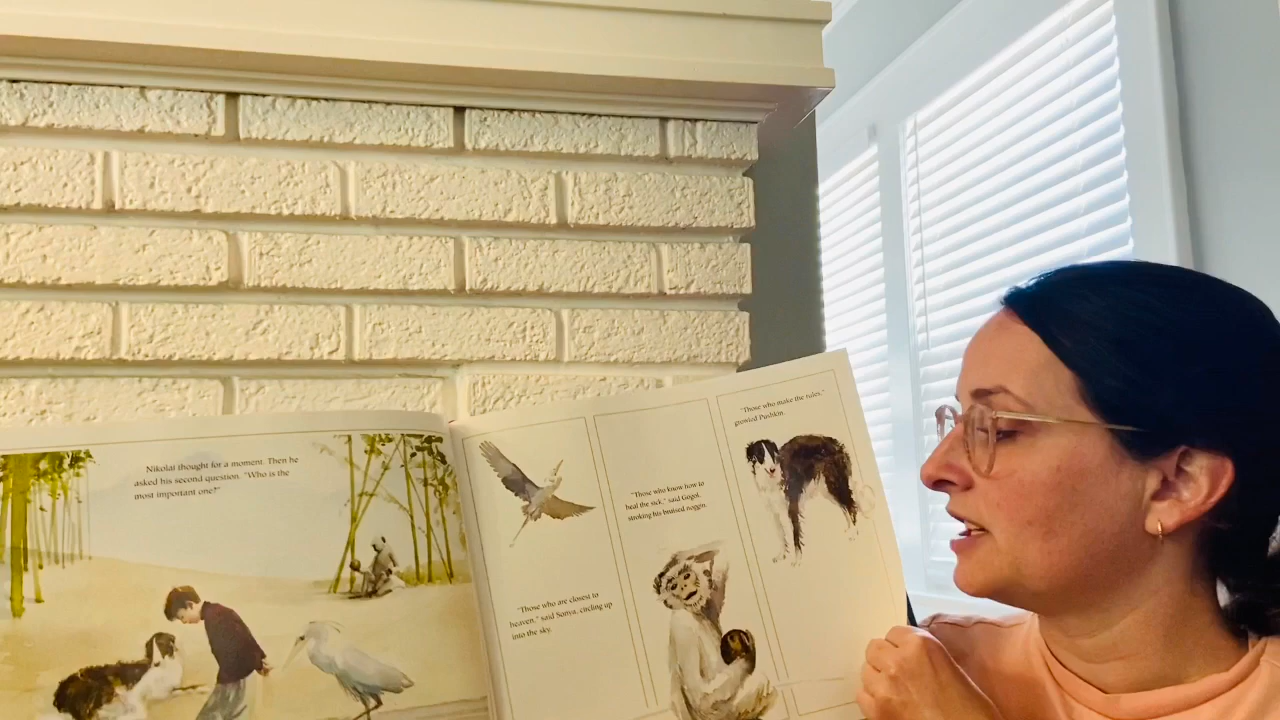 Nikolai thought for a moment. Then he
asked his second question. "Who is the
most important one?"
"Those who are closest to
heaven," said Sonya, circling up
into the sky.
"Those who know how to
heal the sick," said Gogol,
stroking his bruised noggin.
"Those who make the rules,"
growled Pushkin.